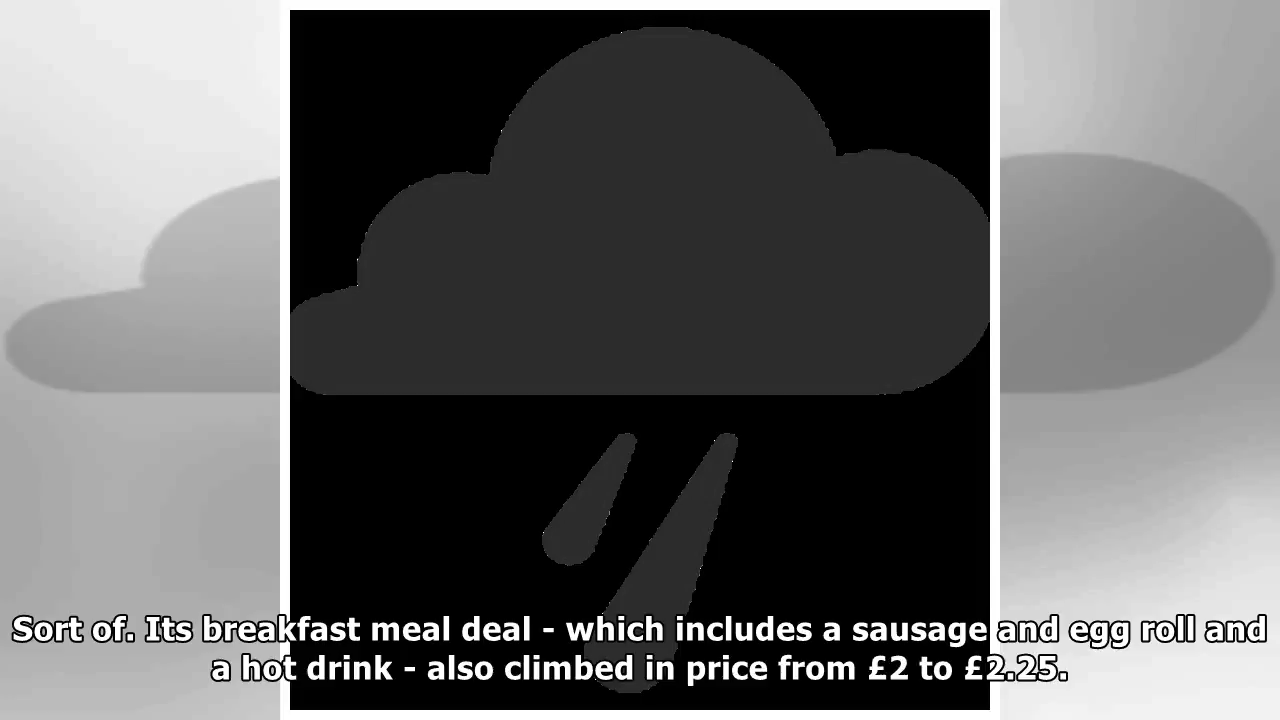 Sort of. Its breakfast meal deal - which includes a sausage and egg roll and
a hot drink - also climbed in price from £2 to £2.25.